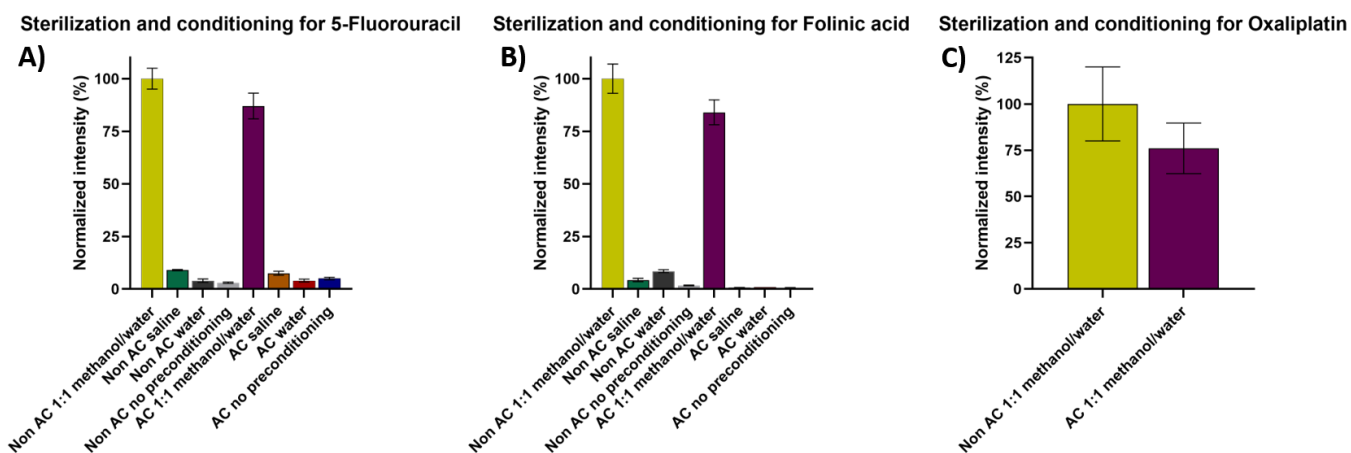 Sterilization and conditioning for 5-Fluorouracil
A)
Normalized intensity (%)
100
75
50
25
0
Non AC 1:1 methanol/water
Non AC saline
Non AC water
Non AC no preconditioning
AC 1:1 methanol/water
AC saline
AC water
AC no preconditioning
Sterilization and conditioning for Folinic acid
B)
Normalized intensity (%)
100
75
50
25
0
Non AC 1:1 methanol/water
Non AC saline
Non AC water
Non AC no preconditioning
AC 1:1 methanol/water
AC saline
AC water
AC no preconditioning
Sterilization and conditioning for Oxaliplatin
C)
Normalized intensity (%)
125
100
75
50
25
0
Non AC 1:1 methanol/water
AC 1:1 methanol/water